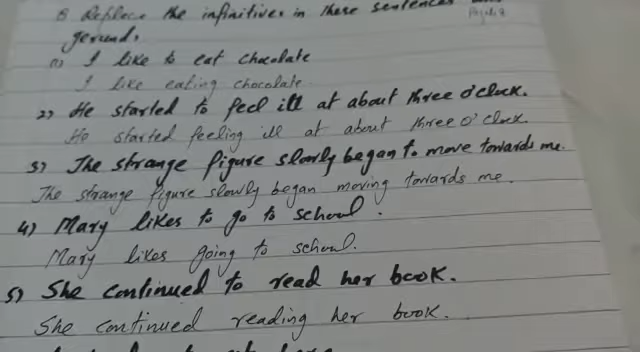 B Replace the infinitives in these sentences
gerund.
(1) I like to eat chocolate
I like eating chocolate
2) He started to feel ill at about three o'clock.
He started feeling ill at about three o'clock
3) The strange figure slowly began to move towards me.
The strange figure slowly began moving towards me.
4) Mary likes to go to school.
Mary likes going to school.
5) She continued to read her book.
She continued reading her book.